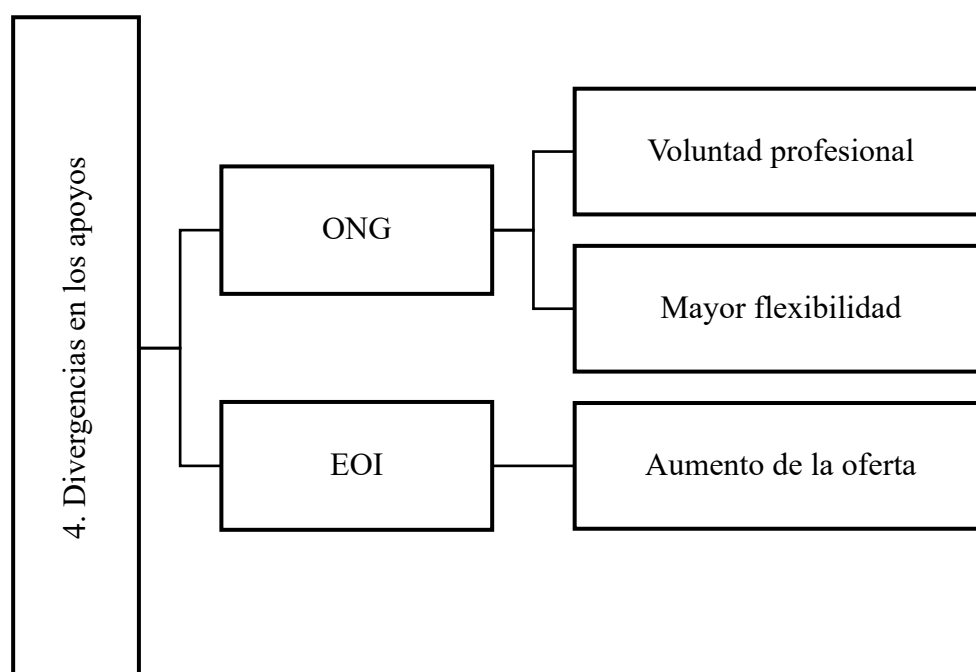 4. Divergencias en los apoyos
ONG
Voluntad profesional
Mayor flexibilidad
EOI
Aumento de la oferta